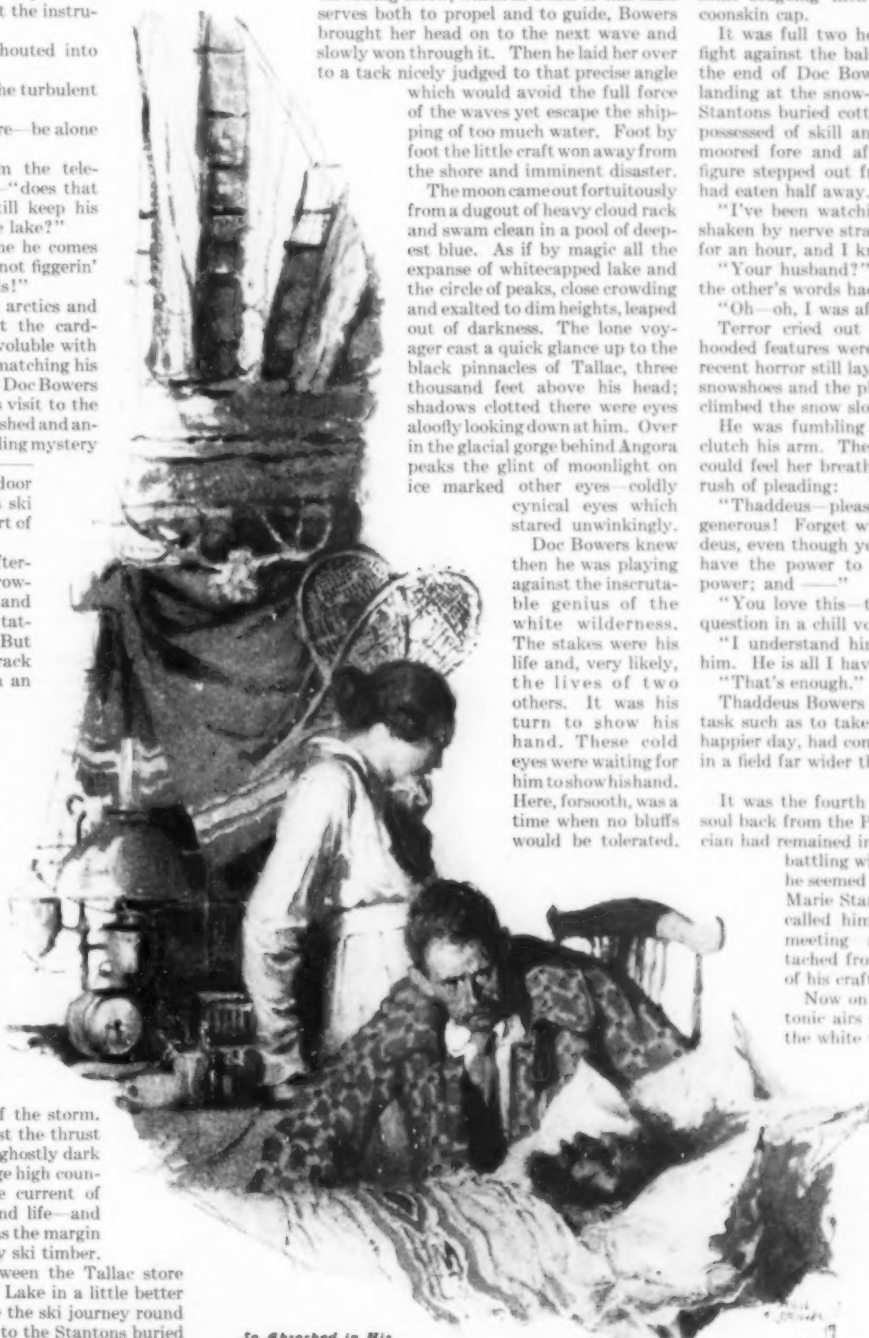 t the instru-
houted into
he turbulent
re—be alone
m the tele-
—"does that
till keep his
e lake?"
ne he comes
not figgerin'
s!"
arctics and
t the card-
voluble with
matching his
Doc Bowers
s visit to the
shed and an-
ling mystery
door
ski
rt of
fter-
row-
and
tat-
But
rack
n an
f the storm.
st the thrust
ghostly dark
ge high coun-
e current of
nd life—and
as the margin
y ski timber.
ween the Tallac store
Lake in a little better
e the ski journey round
to the Stantons buried
serves both to propel and to guide, Bowers
brought her head on to the next wave and
slowly won through it. Then he laid her over
to a tack nicely judged to that precise angle
which would avoid the full force
of the waves yet escape the ship-
ping of too much water. Foot by
foot the little craft won away from
the shore and imminent disaster.
The moon came out fortuitously
from a dugout of heavy cloud rack
and swam clean in a pool of deep-
est blue. As if by magic all the
expanse of whitecapped lake and
the circle of peaks, close crowding
and exalted to dim heights, leaped
out of darkness. The lone voy-
ager cast a quick glance up to the
black pinnacles of Tallac, three
thousand feet above his head;
shadows clotted there were eyes
aloofly looking down at him. Over
in the glacial gorge behind Angora
peaks the glint of moonlight on
ice marked other eyes—coldly
cynical eyes which
stared unwinkingly.
Doc Bowers knew
then he was playing
against the inscruta-
ble genius of the
white wilderness.
The stakes were his
life and, very likely,
the lives of two
others. It was his
turn to show his
hand. These cold
eyes were waiting for
him to show his hand.
Here, forsooth, was a
time when no bluffs
would be tolerated.
coonskin cap.
It was full two ho
fight against the bal
the end of Doc Bow
landing at the snow-
Stantons buried cott
possessed of skill an
moored fore and af
figure stepped out fr
had eaten half away.
"I've been watchi
shaken by nerve stra
for an hour, and I kn
"Your husband?"
the other's words had
"Oh—oh, I was af
Terror cried out
hooded features were
recent horror still lay
snowshoes and the pl
climbed the snow slo
He was fumbling
clutch his arm. The
could feel her breath
rush of pleading:
"Thaddeus—pleas
generous! Forget w
deus, even though yo
have the power to
power; and ——"
"You love this—t
question in a chill vo
"I understand him
him. He is all I hav
"That's enough."
Thaddeus Bowers
task such as to take
happier day, had con
in a field far wider th
It was the fourth
soul back from the P
cian had remained in
battling wi
he seemed
Marie Stan
called him
meeting
tached fro
of his craft
Now on
tonic airs
the white
So Absorbed in His